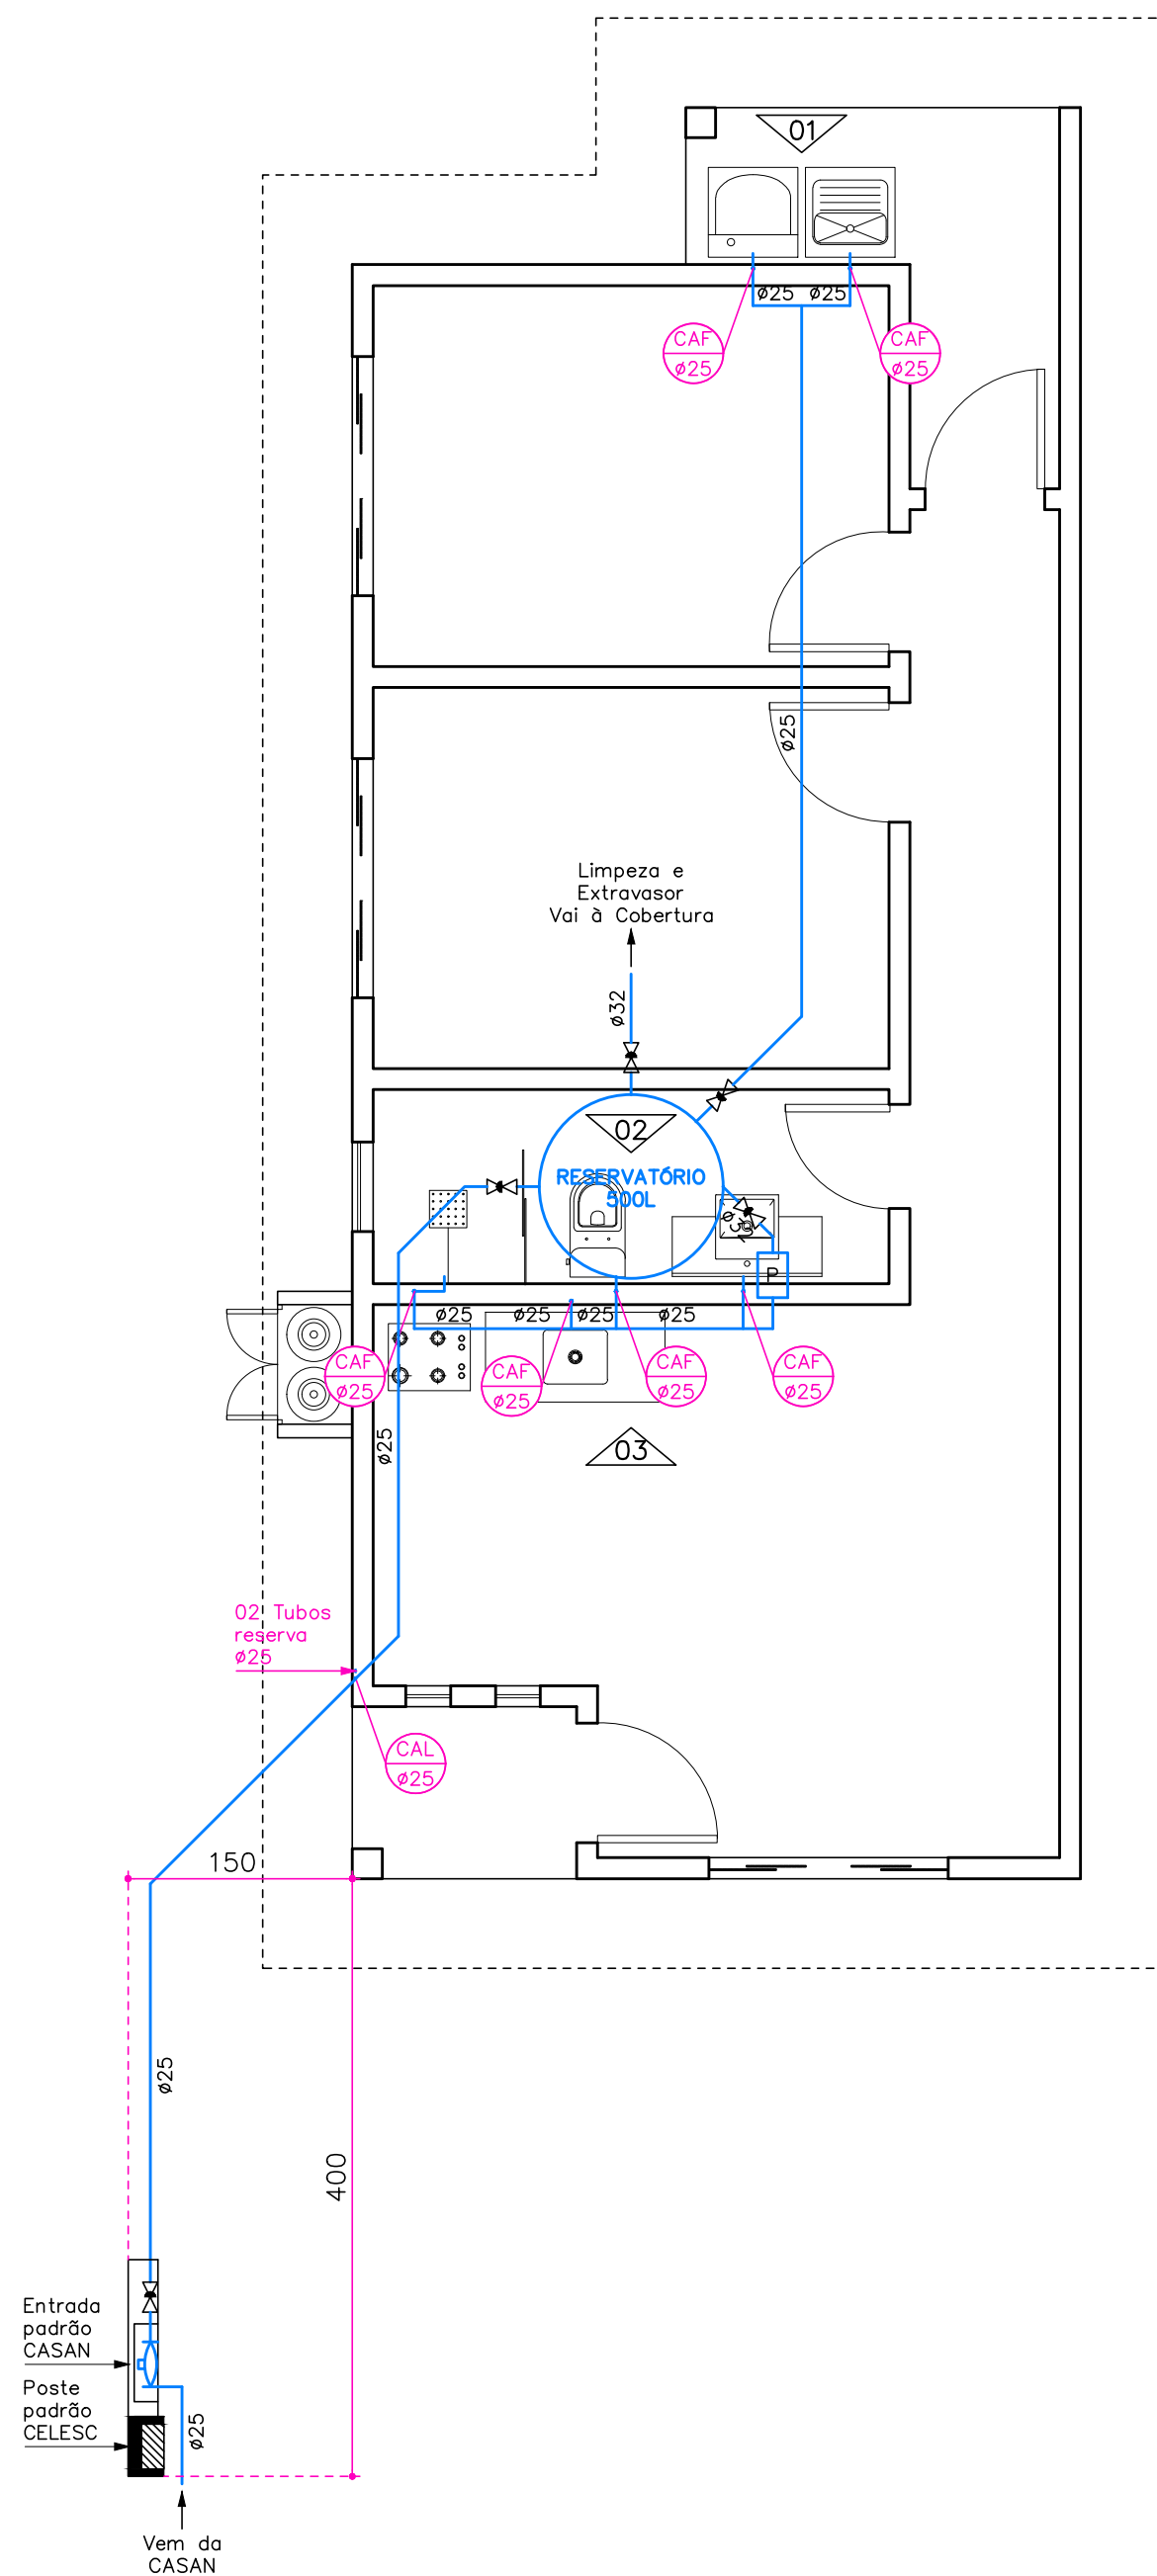 01
ø25 ø25
CAF
ø25
CAF
ø25
ø25
Limpeza e
Extravasor
Vai à Cobertura
ø32
02
RESERVATÓRIO
500L
ø32
P
ø25 ø25 ø25 ø25
CAF
ø25
CAF
ø25
CAF
ø25
CAF
ø25
ø25
03
02 Tubos
reserva
ø25
CAL
ø25
150
ø25
400
Entrada
padrão
CASAN
Poste
padrão
CELESC
ø25
Vem da
CASAN